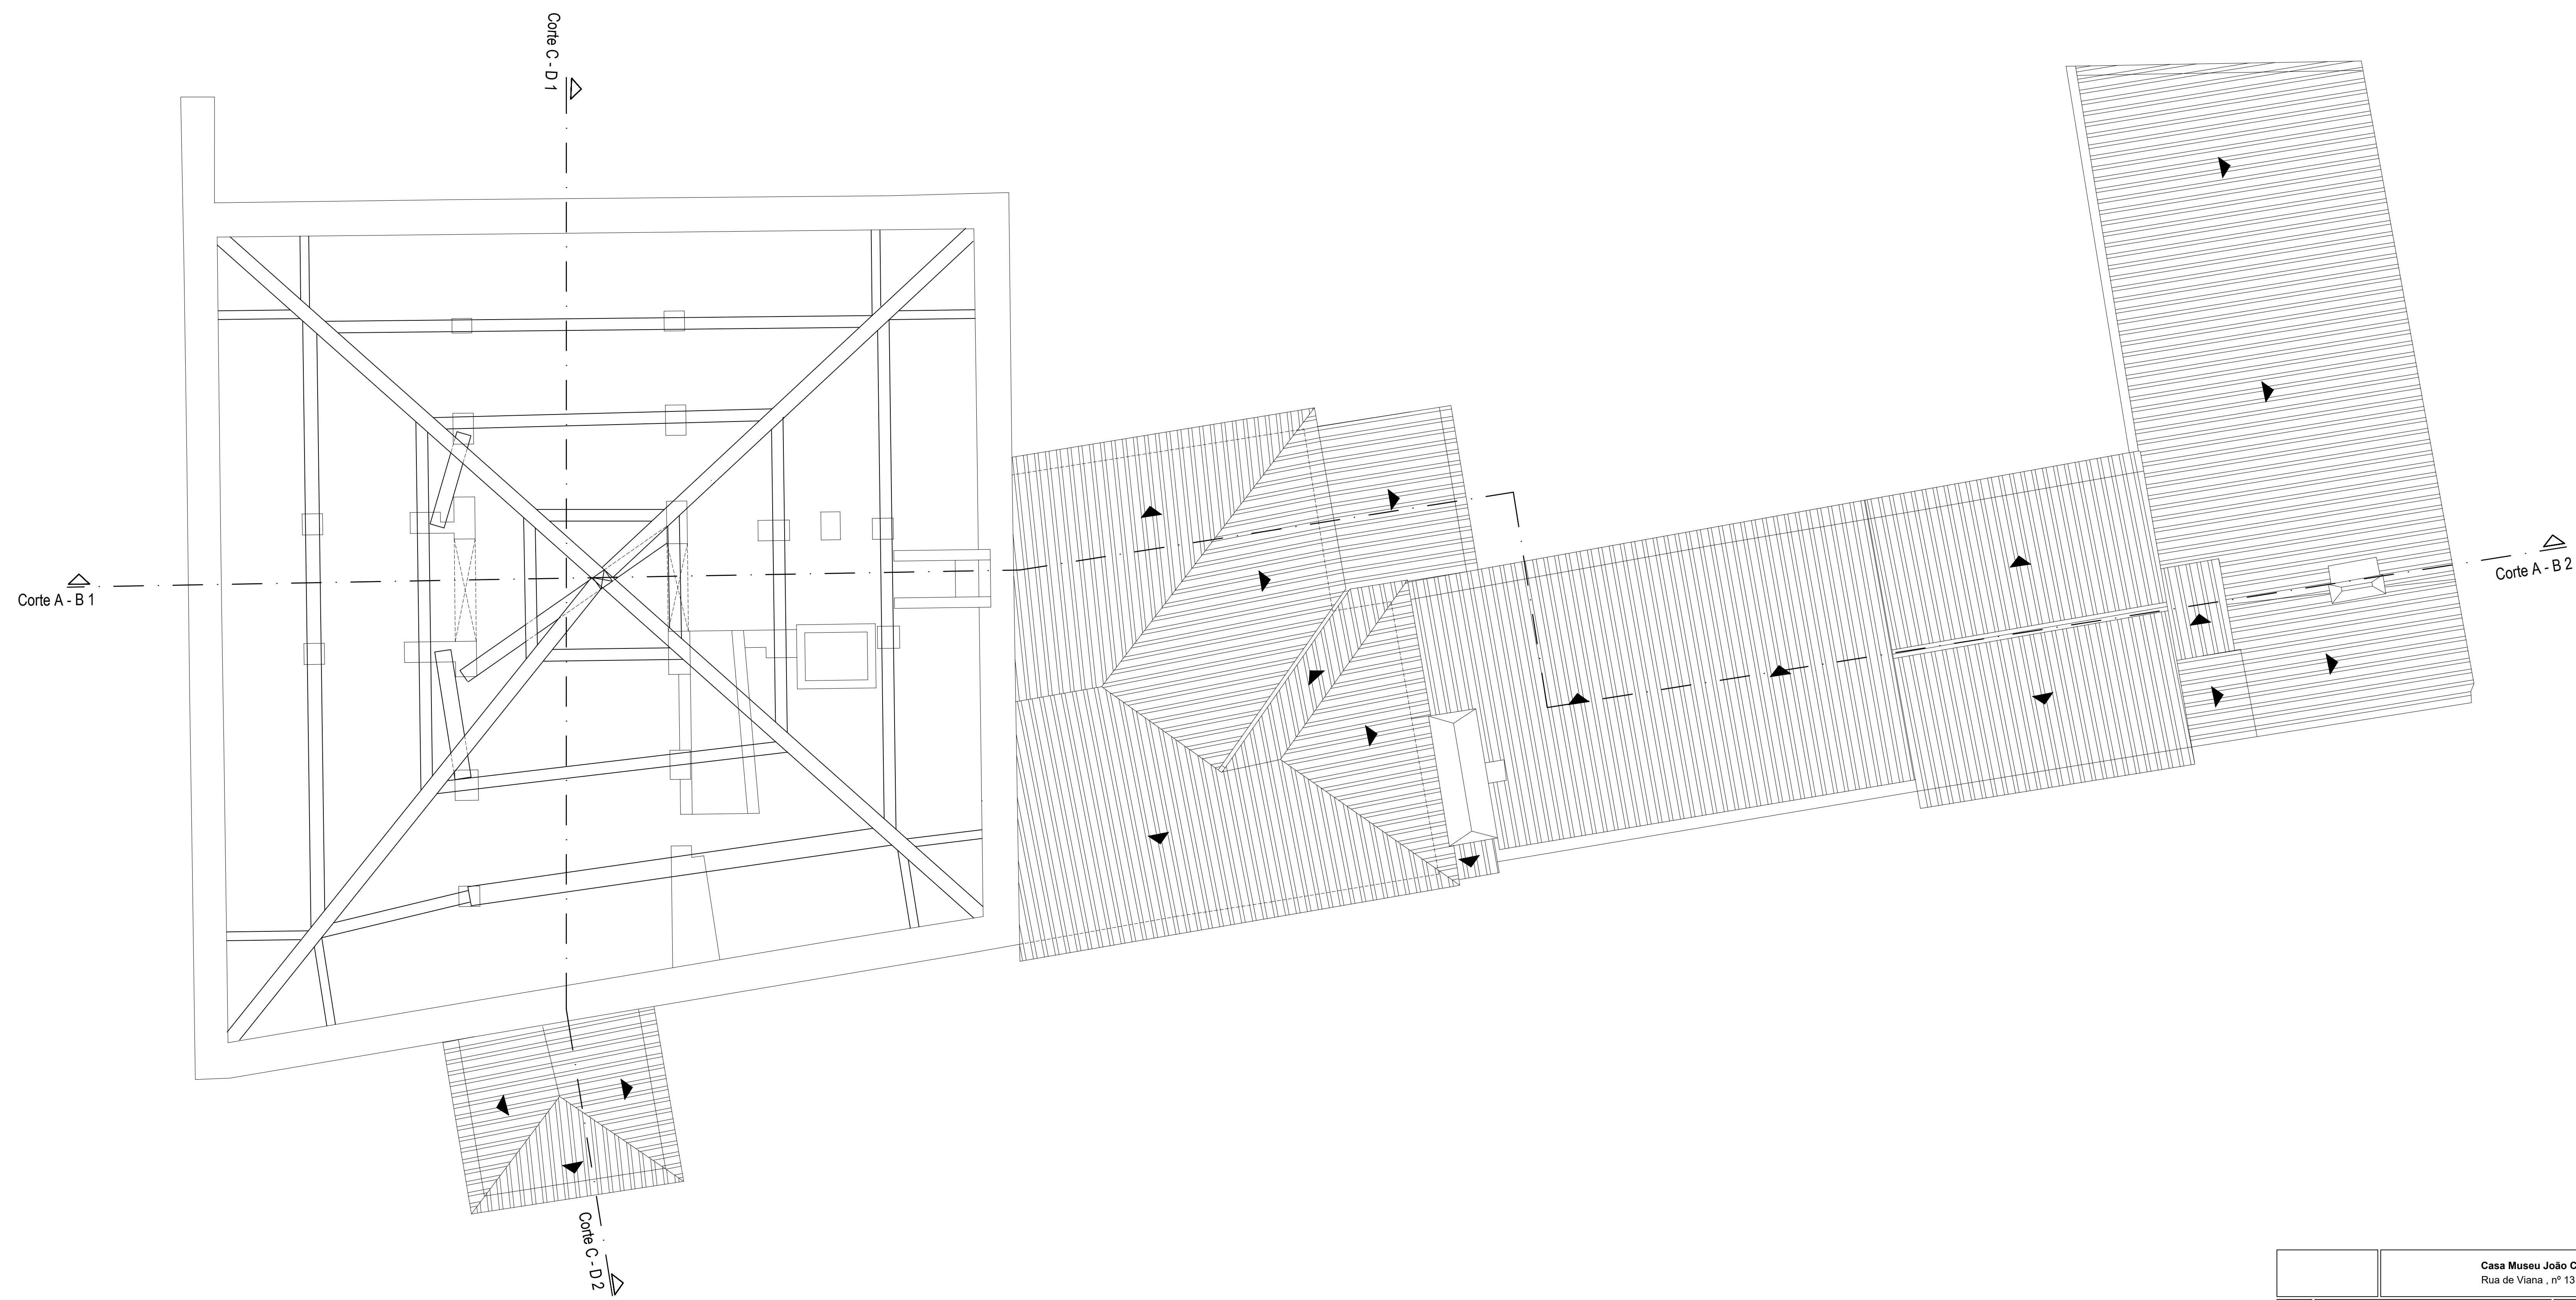 Corte C - D 1
Corte A - B 1
Corte A - B 2
Corte C - D 2
Casa Museu João C
Rua de Viana , nº 13